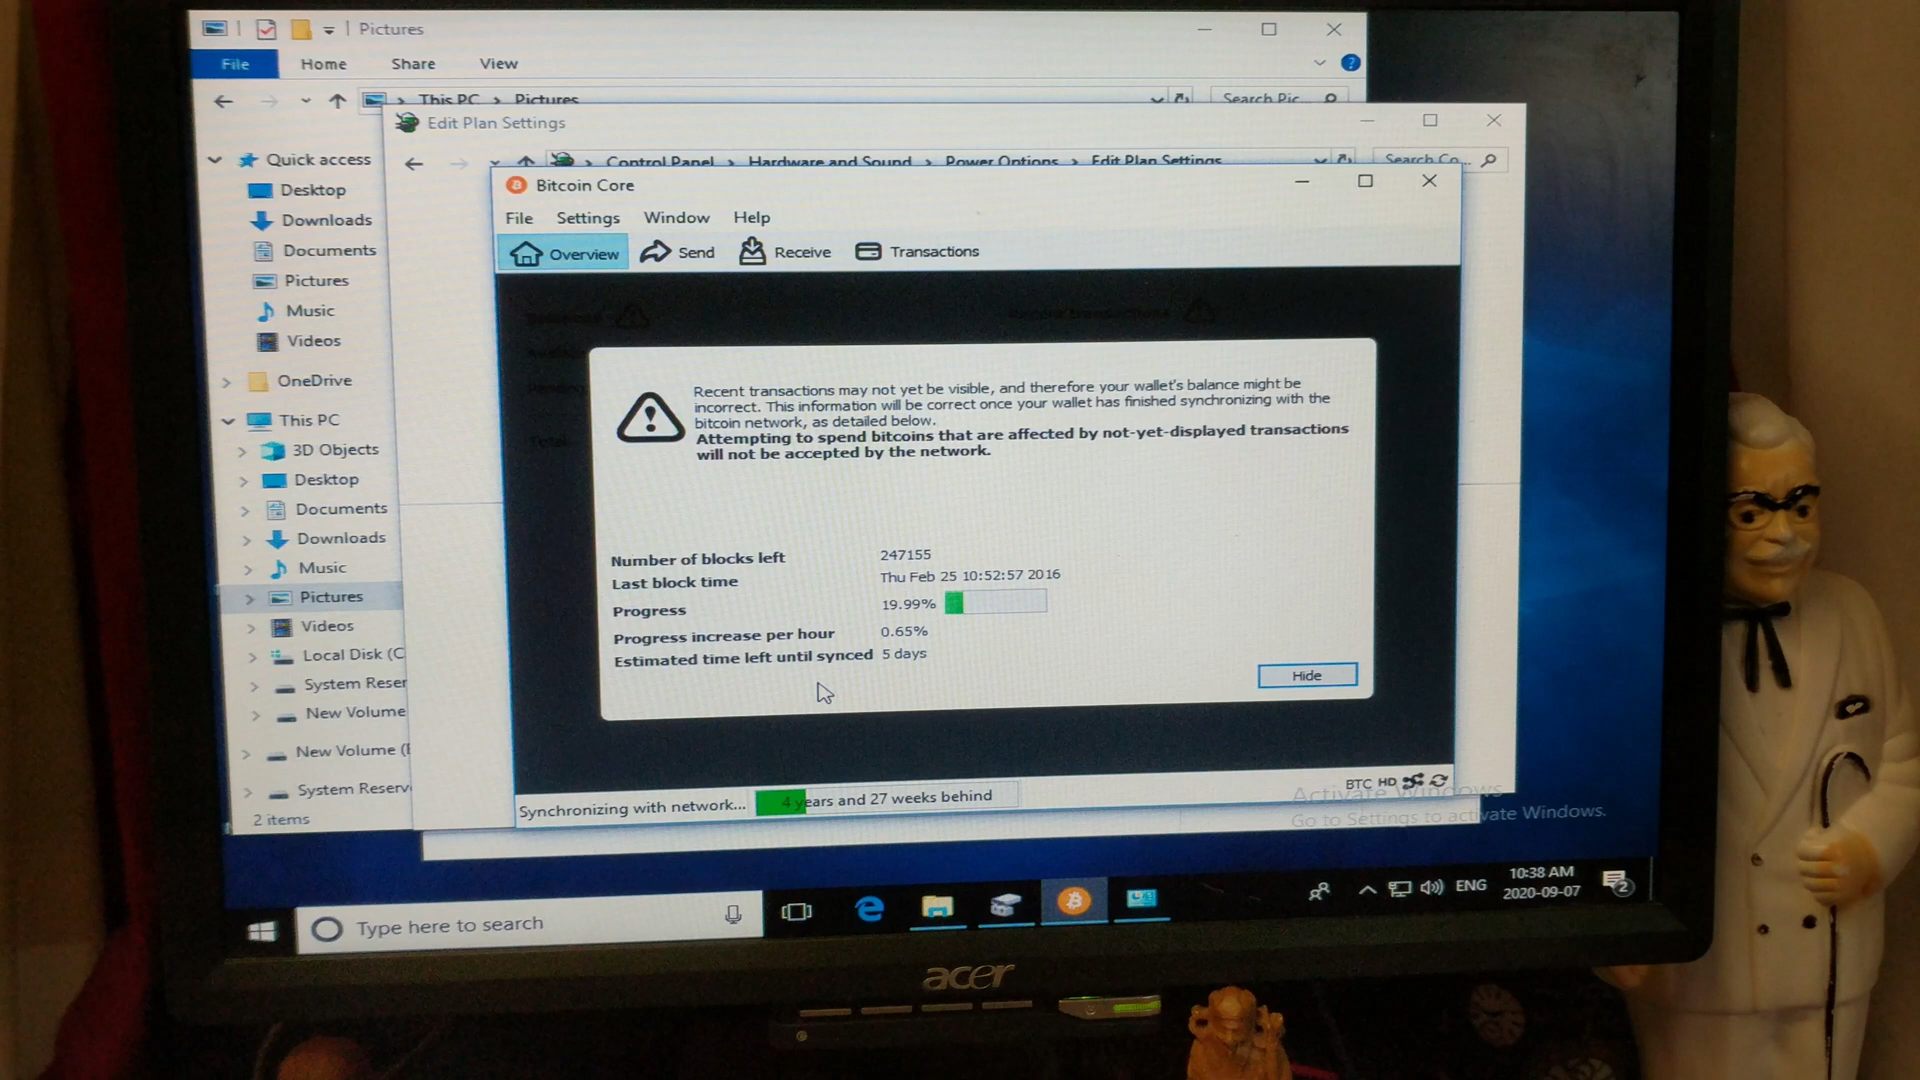 Pictures
File Home Share View
This PC > Pictures
Search Pic...
Edit Plan Settings
Control Panel > Hardware and Sound > Power Options > Edit Plan Settings
Search Co...
Quick access
Desktop
Downloads
Documents
Pictures
Music
Videos
OneDrive
This PC
3D Objects
Desktop
Documents
Downloads
Music
Pictures
Videos
Local Disk (C
System Reser
New Volume
New Volume (
System Reserv
2 items
Bitcoin Core
File Settings Window Help
Overview Send Receive Transactions
Recent transactions may not yet be visible, and therefore your wallet's balance might be
incorrect. This information will be correct once your wallet has finished synchronizing with the
bitcoin network, as detailed below.
Attempting to spend bitcoins that are affected by not-yet-displayed transactions
will not be accepted by the network.
Number of blocks left 247155
Last block time Thu Feb 25 10:52:57 2016
Progress 19.99%
Progress increase per hour 0.65%
Estimated time left until synced 5 days
Hide
BTC HD
Synchronizing with network... 4 years and 27 weeks behind
Activate Windows
Go to Settings to activate Windows.
Type here to search
ENG
10:38 AM
2020-09-07
2
acer